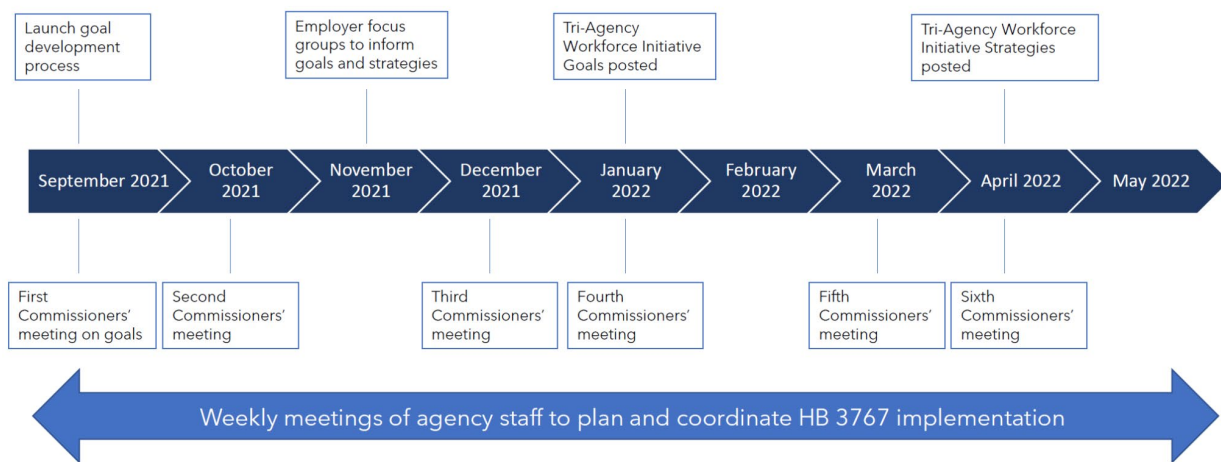 Launch goal
development
process
Employer focus
groups to inform
goals and strategies
Tri-Agency
Workforce Initiative
Goals posted
Tri-Agency Workforce
Initiative Strategies
posted
September 2021
October
2021
November
2021
December
2021
January
2022
February
2022
March
2022
April 2022
May 2022
First
Commissioners’
meeting on goals
Second
Commissioners’
meeting
Third
Commissioners’
meeting
Fourth
Commissioners’
meeting
Fifth
Commissioners’
meeting
Sixth
Commissioners’
meeting
Weekly meetings of agency staff to plan and coordinate HB 3767 implementation